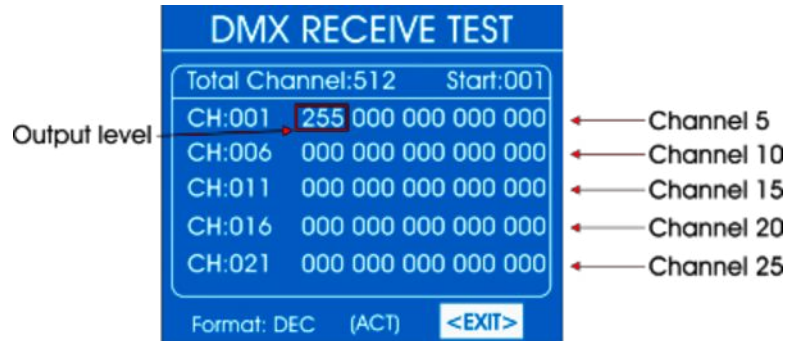 DMX RECEIVE TEST
Total Channel:512 Start:001
CH:001 255 000 000 000 000 Channel 5
Output level
CH:006 000 000 000 000 000 Channel 10
CH:011 000 000 000 000 000 Channel 15
CH:016 000 000 000 000 000 Channel 20
CH:021 000 000 000 000 000 Channel 25
Format: DEC (ACT) <EXIT>